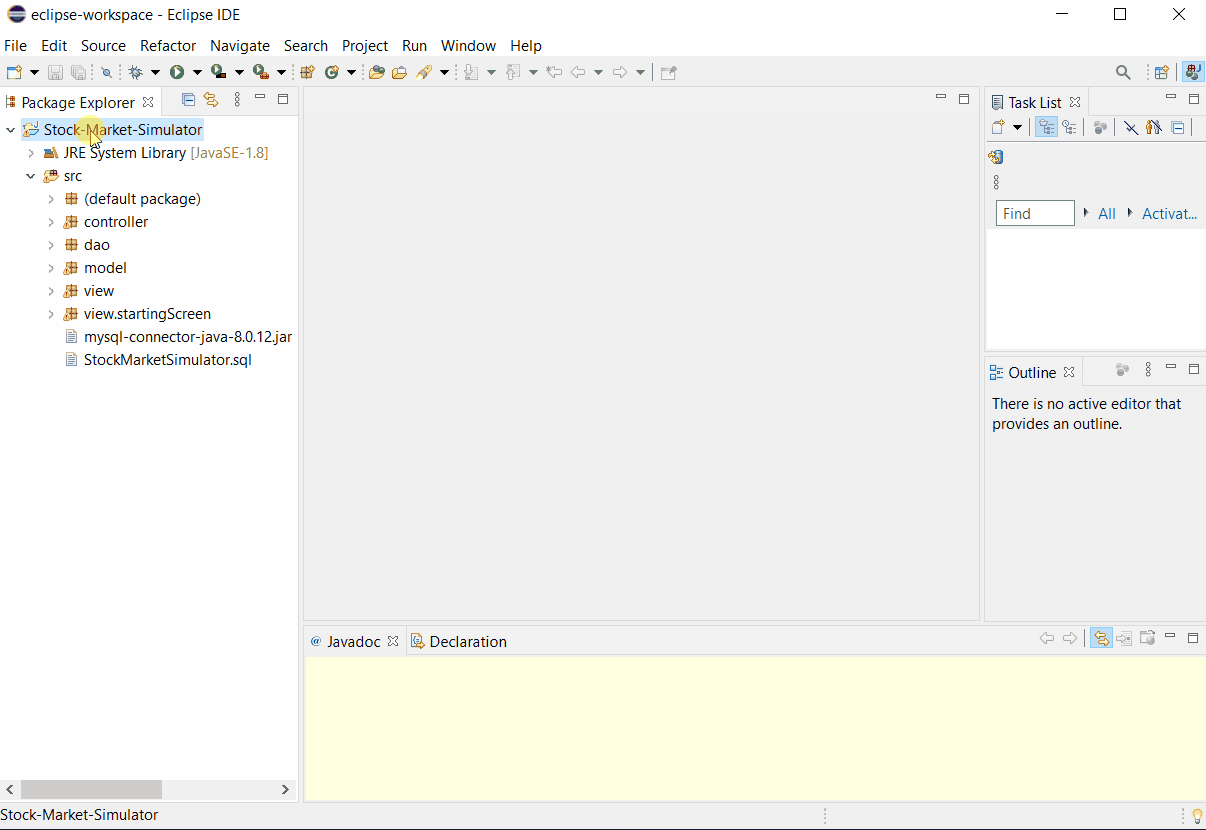 eclipse-workspace - Eclipse IDE
File Edit Source Refactor Navigate Search Project Run Window Help
Package Explorer
Stock-Market-Simulator
JRE System Library [JavaSE-1.8]
src
(default package)
controller
dao
model
view
view.startingScreen
mysql-connector-java-8.0.12.jar
StockMarketSimulator.sql
Task List
Find All Activat...
Outline
There is no active editor that
provides an outline.
@ Javadoc Declaration
Stock-Market-Simulator